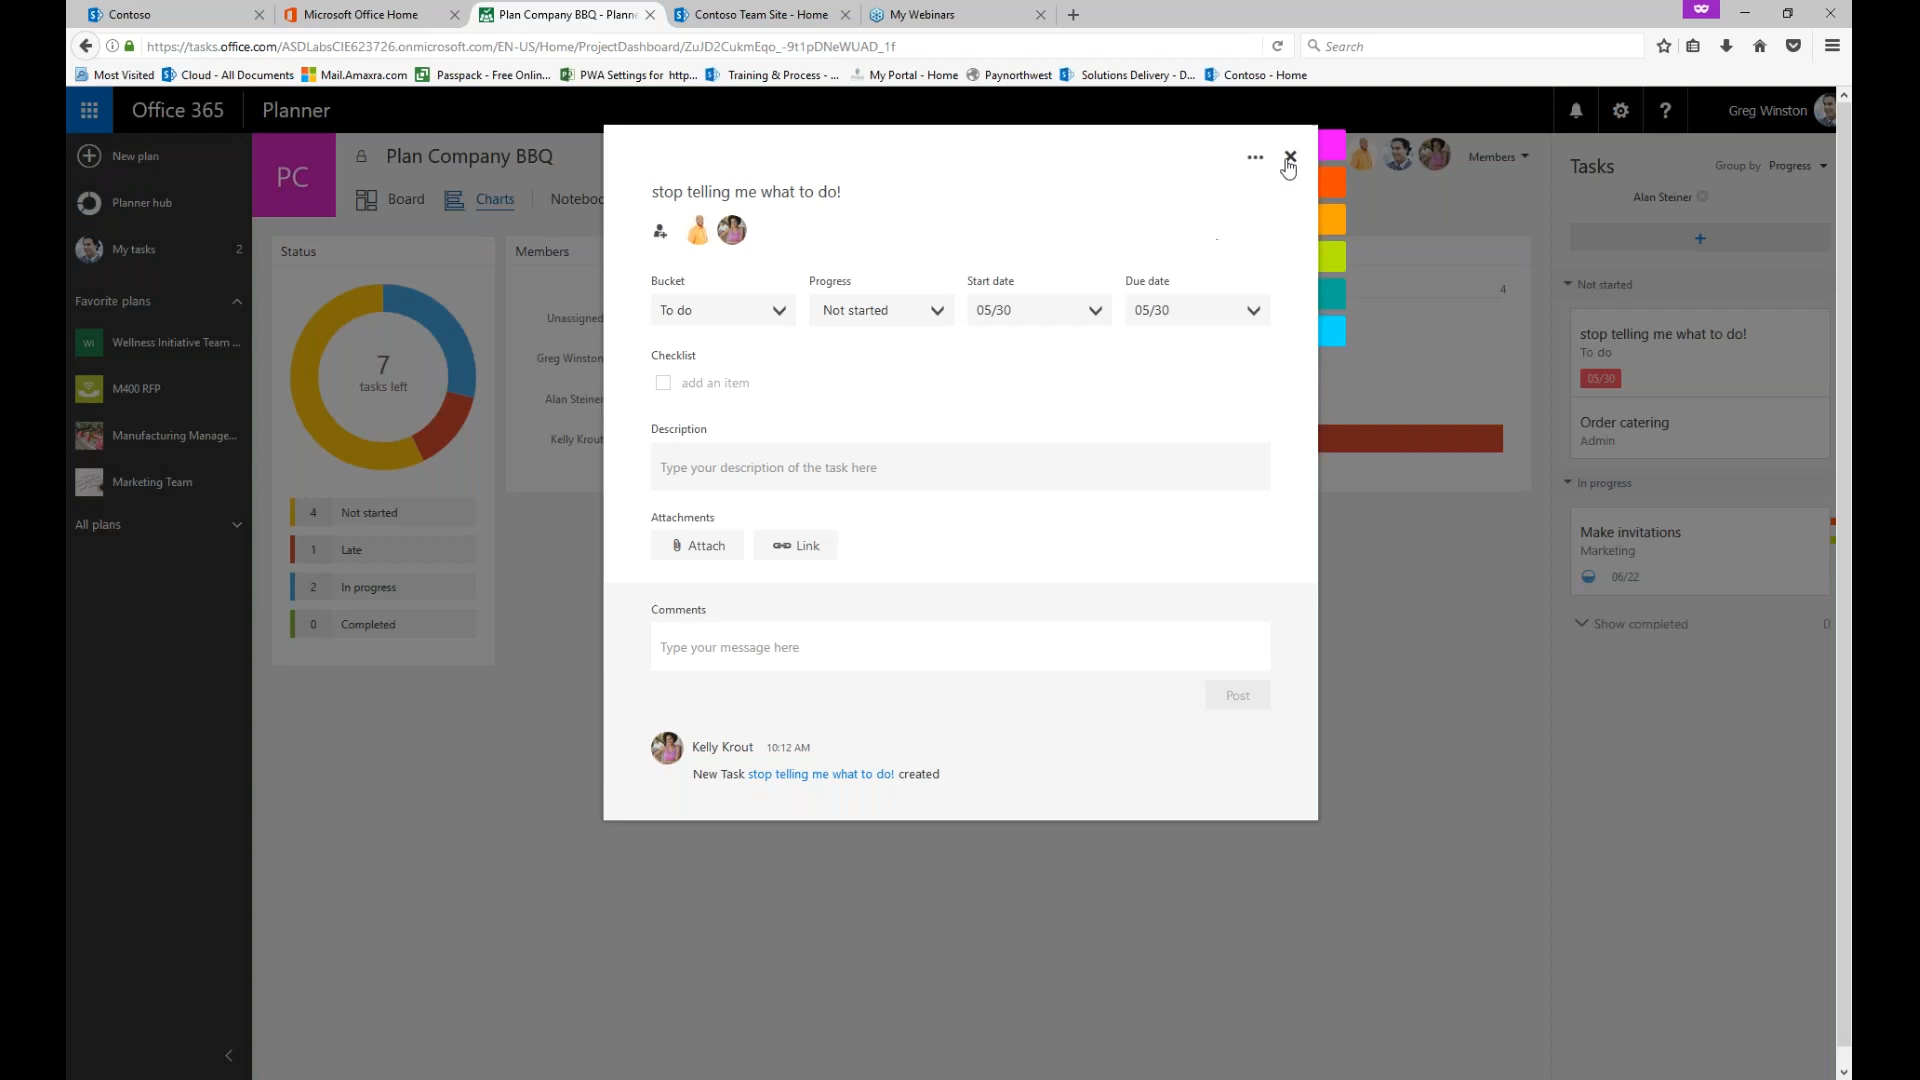 Contoso
Microsoft Office Home
Plan Company BBQ - Planne
Contoso Team Site - Home
My Webinars
https://tasks.office.com/ASDLabsCIE623726.onmicrosoft.com/EN-US/Home/ProjectDashboard/ZuJD2CukmEqo_-9t1pDNeWUAD_1f
Search
Most Visited
Cloud - All Documents
Mail.Amaxra.com
Passpack - Free Onlin...
PWA Settings for http...
Training & Process - ...
My Portal - Home
Paynorthwest
Solutions Delivery - D...
Contoso - Home
Office 365
Planner
?
Greg Winston
New plan
Planner hub
My tasks 2
Favorite plans
WI Wellness Initiative Team ...
M400 RFP
Manufacturing Manage...
Marketing Team
All plans
PC
Plan Company BBQ
Board
Charts
Noteboo
Members
Status
7
tasks left
4 Not started
1 Late
2 In progress
0 Completed
Members
Unassigned
Greg Winston
Alan Steiner
Kelly Krout
4
stop telling me what to do!
Bucket
Progress
Start date
Due date
To do
Not started
05/30
05/30
Checklist
add an item
Description
Type your description of the task here
Attachments
Attach
Link
Comments
Type your message here
Post
Kelly Krout 10:12 AM
New Task stop telling me what to do! created
Tasks
Group by Progress
Alan Steiner
+
Not started
stop telling me what to do!
To do
05/30
Order catering
Admin
In progress
Make invitations
Marketing
06/22
Show completed 0